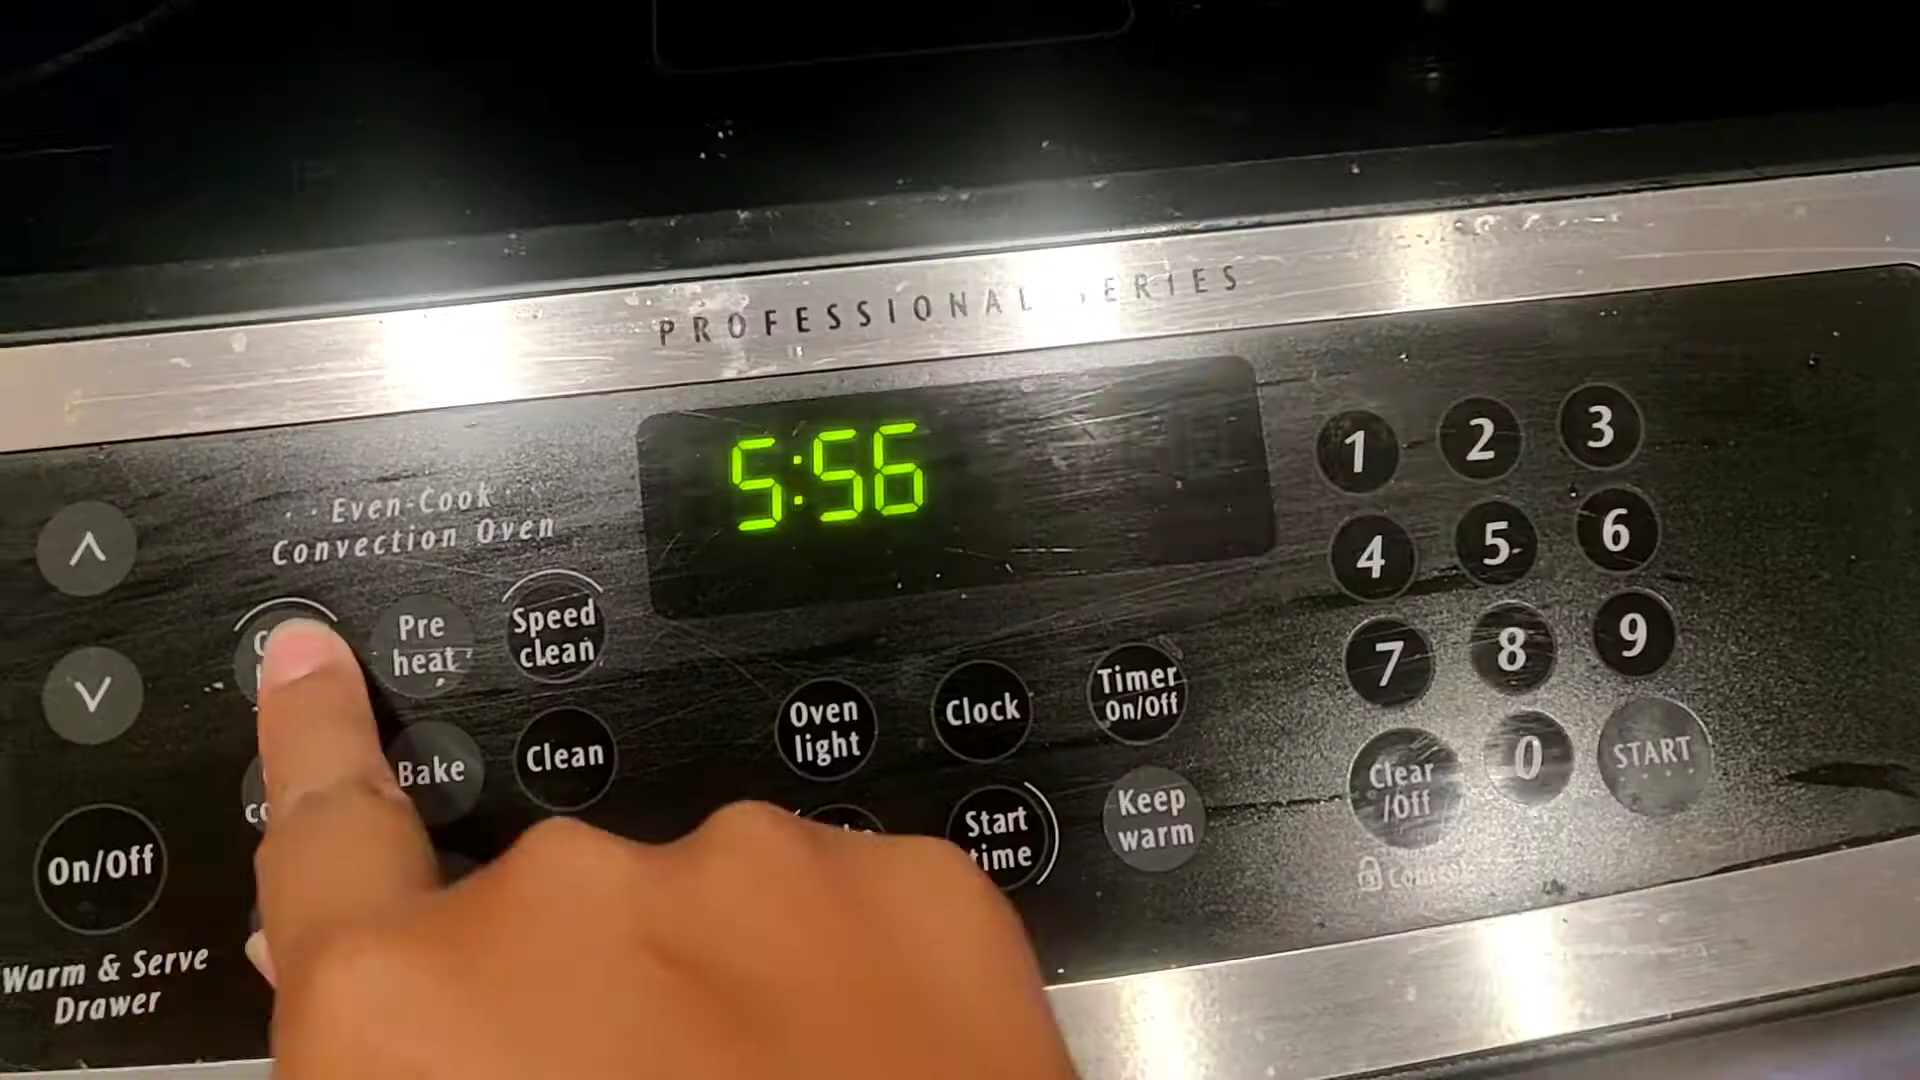 PROFESSIONAL SERIES
5:56
Even-Cook
Convection Oven
Pre
heat
Speed
clean
Bake
Clean
On/Off
Warm & Serve
Drawer
Oven
light
Clock
Timer
On/Off
Start
time
Keep
warm
1 2 3
4 5 6
7 8 9
Clear
/Off
0
START